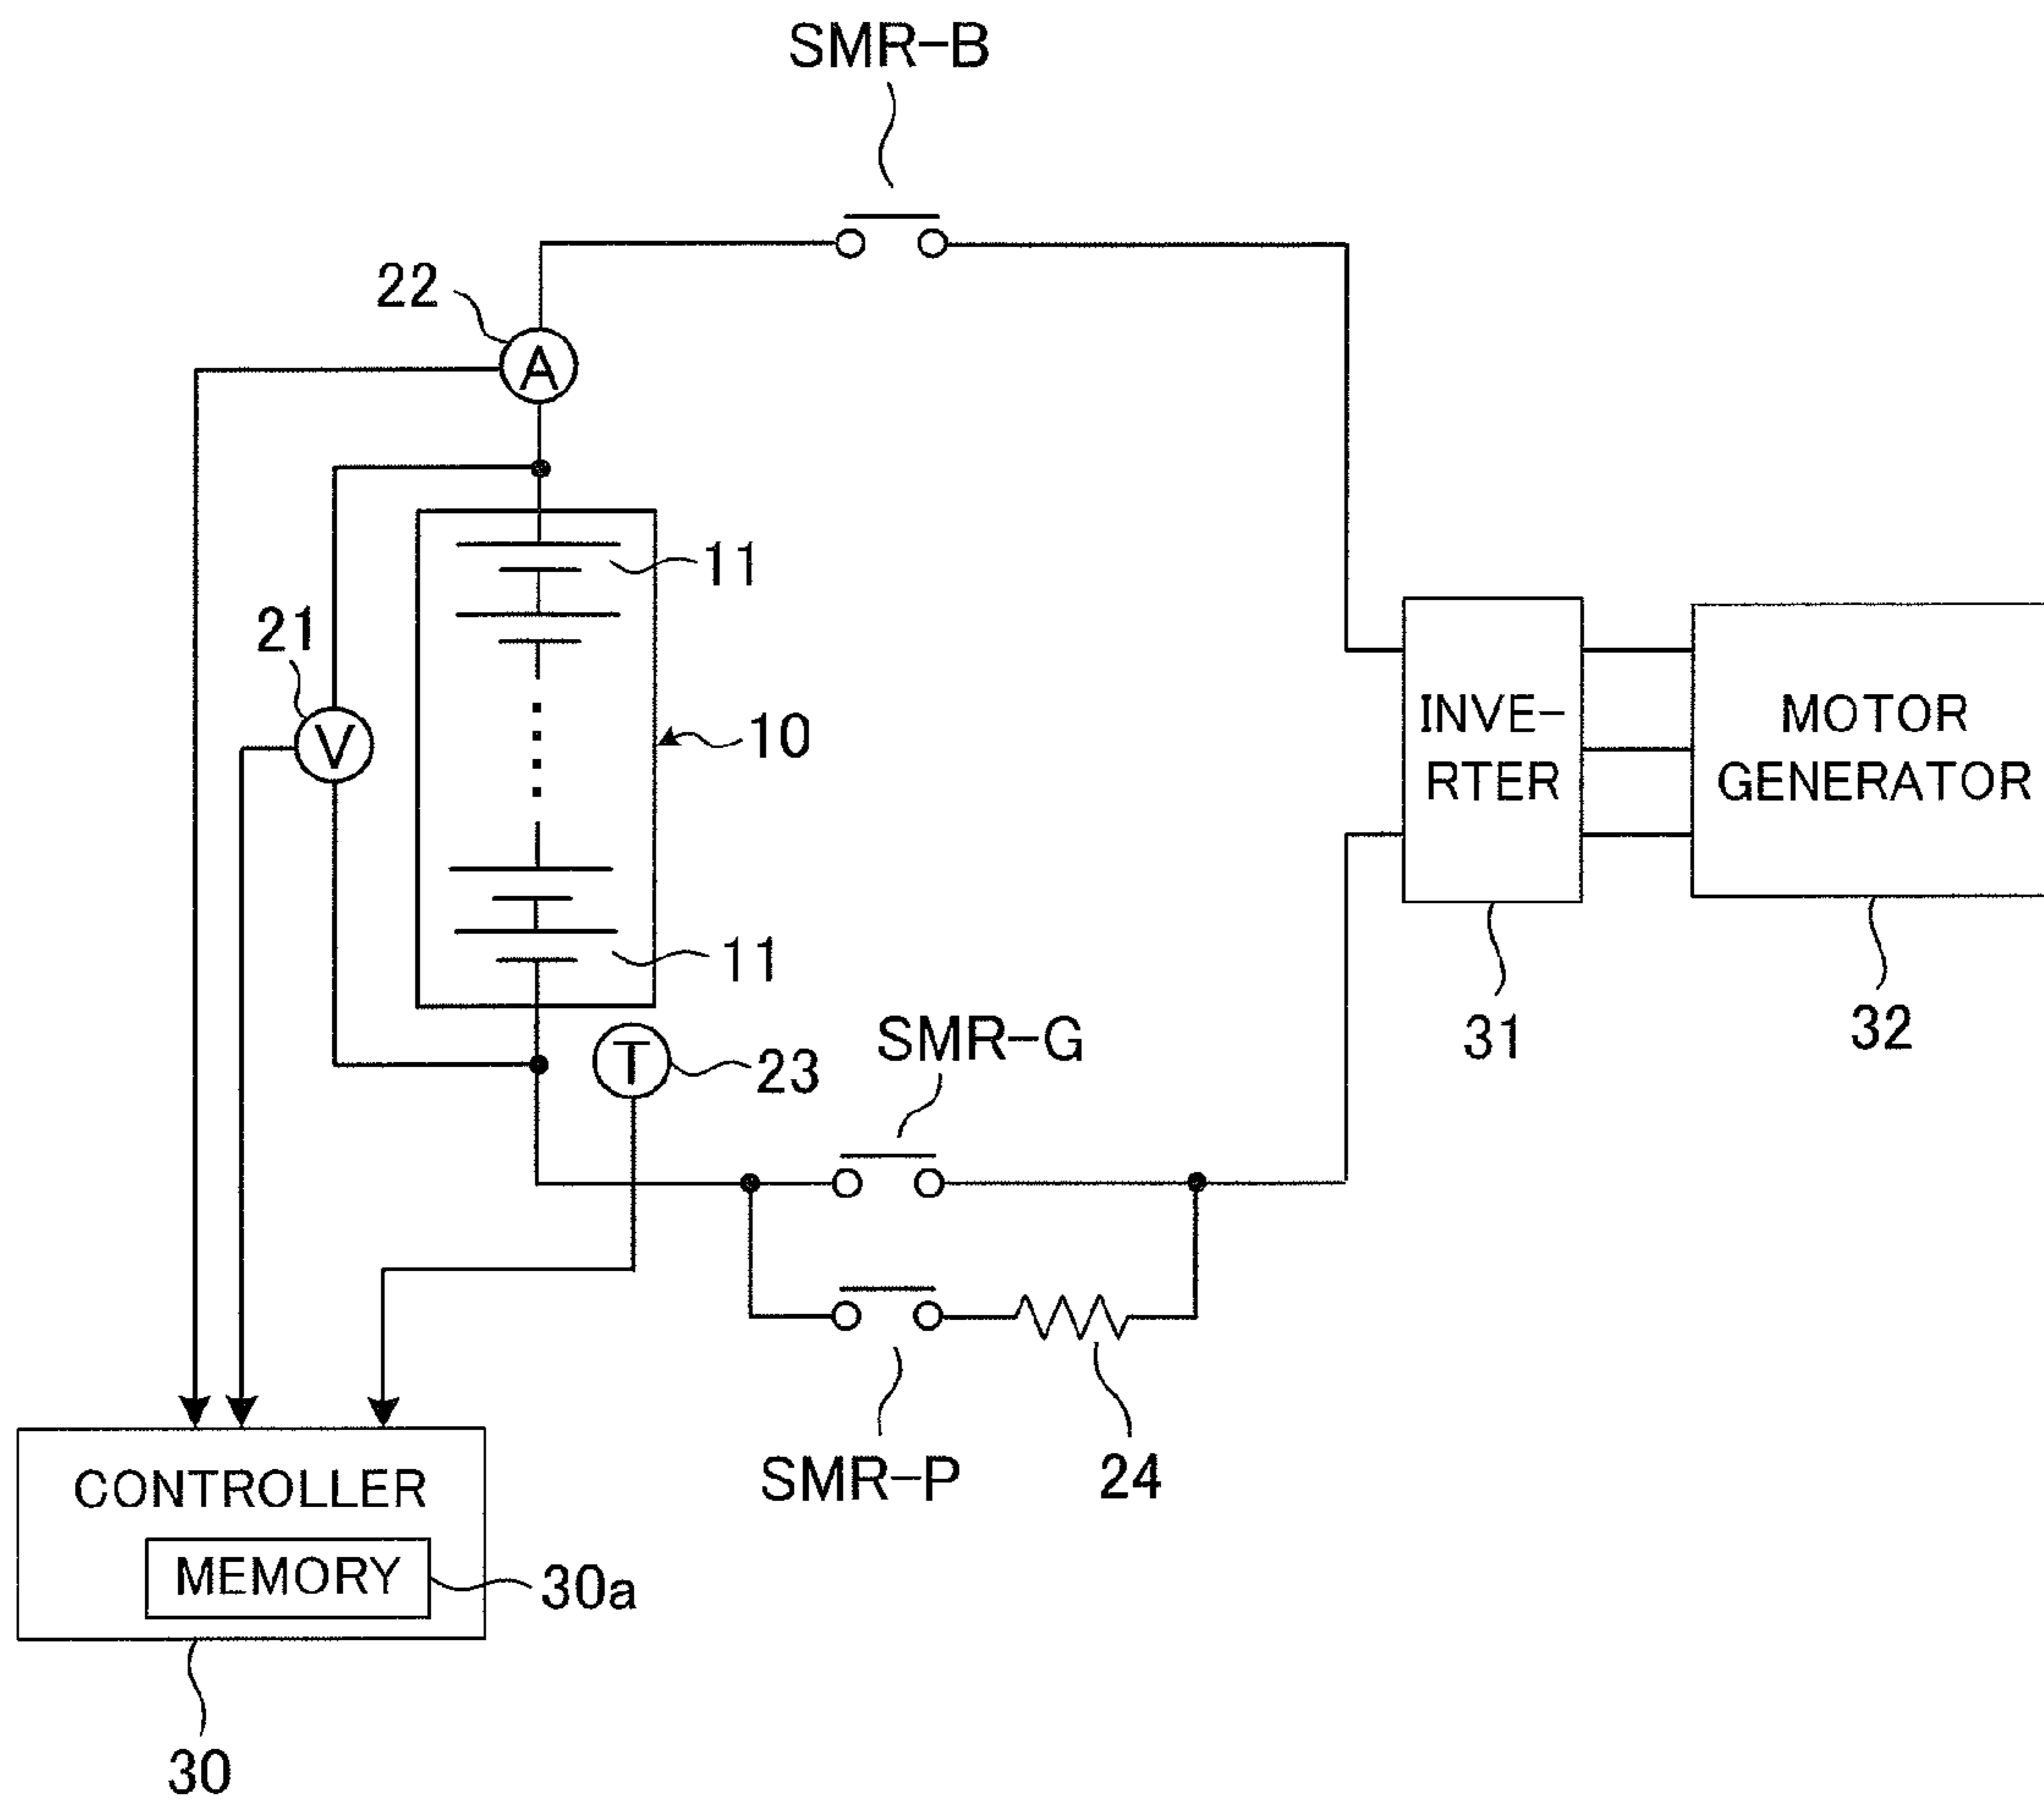 SMR-B
22
A
11
21
V
10
INVE-
RTER
MOTOR
GENERATOR
11
SMR-G
T
23
31
32
SMR-P
24
CONTROLLER
MEMORY
30a
30